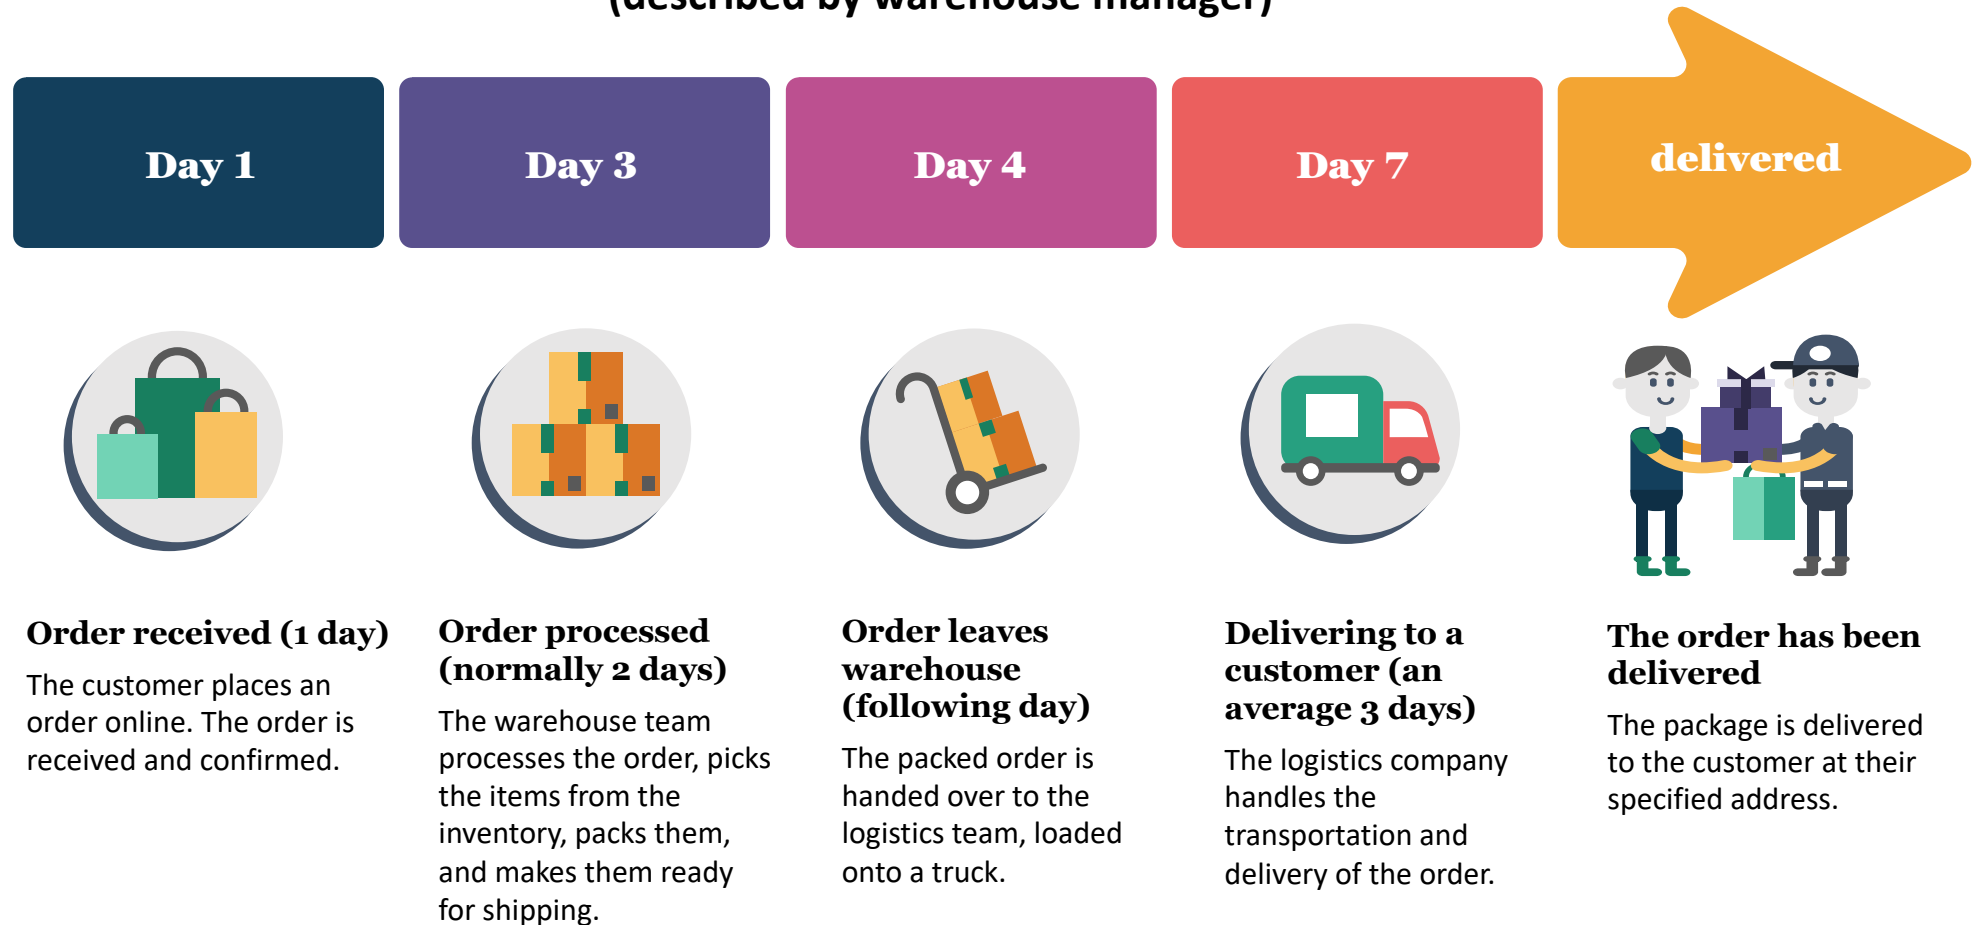 (described by warehouse manager)
Day 1
Day 3
Day 4
Day 7
delivered
Order received (1 day)
The customer places an
order online. The order is
received and confirmed.
Order processed
(normally 2 days)
The warehouse team
processes the order, picks
the items from the
inventory, packs them,
and makes them ready
for shipping.
Order leaves
warehouse
(following day)
The packed order is
handed over to the
logistics team, loaded
onto a truck.
Delivering to a
customer (an
average 3 days)
The logistics company
handles the
transportation and
delivery of the order.
The order has been
delivered
The package is delivered
to the customer at their
specified address.